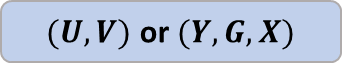 (U, V) or (Y, G, X)